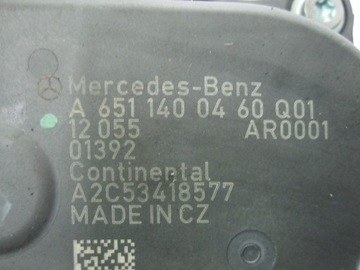 Mercedes-Benz
A 651 140 04 60 Q01
12 055 AR0001
01392
Continental
A2C53418577
MADE IN CZ